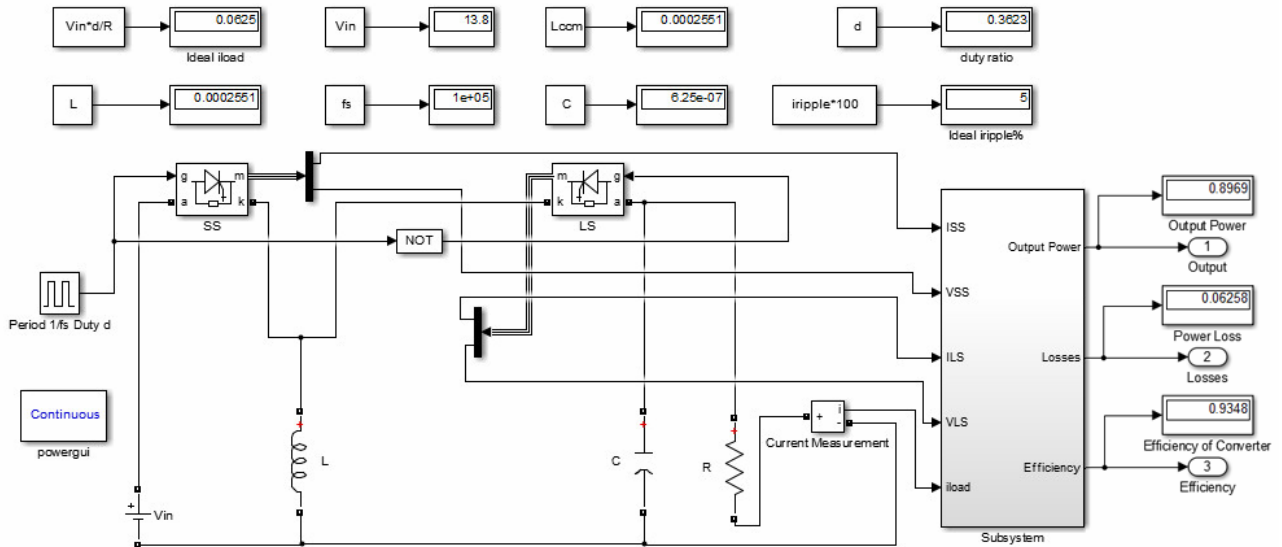 Vin*d/R
0.0625
Ideal iload
Vin
13.8
Lccm
0.0002551
d
0.3623
duty ratio
L
0.0002551
fs
1e+05
C
6.25e-07
iripple*100
5
Ideal iripple%
g
m
a
k
SS
m
g
k
a
LS
NOT
Period 1/fs Duty d
Continuous
powergui
Vin
+
L
C
R
+
i
-
Current Measurement
ISS
VSS
ILS
VLS
iload
Output Power
Losses
Efficiency
Subsystem
0.8969
Output Power
1
Output
0.06258
Power Loss
2
Losses
0.9348
Efficiency of Converter
3
Efficiency